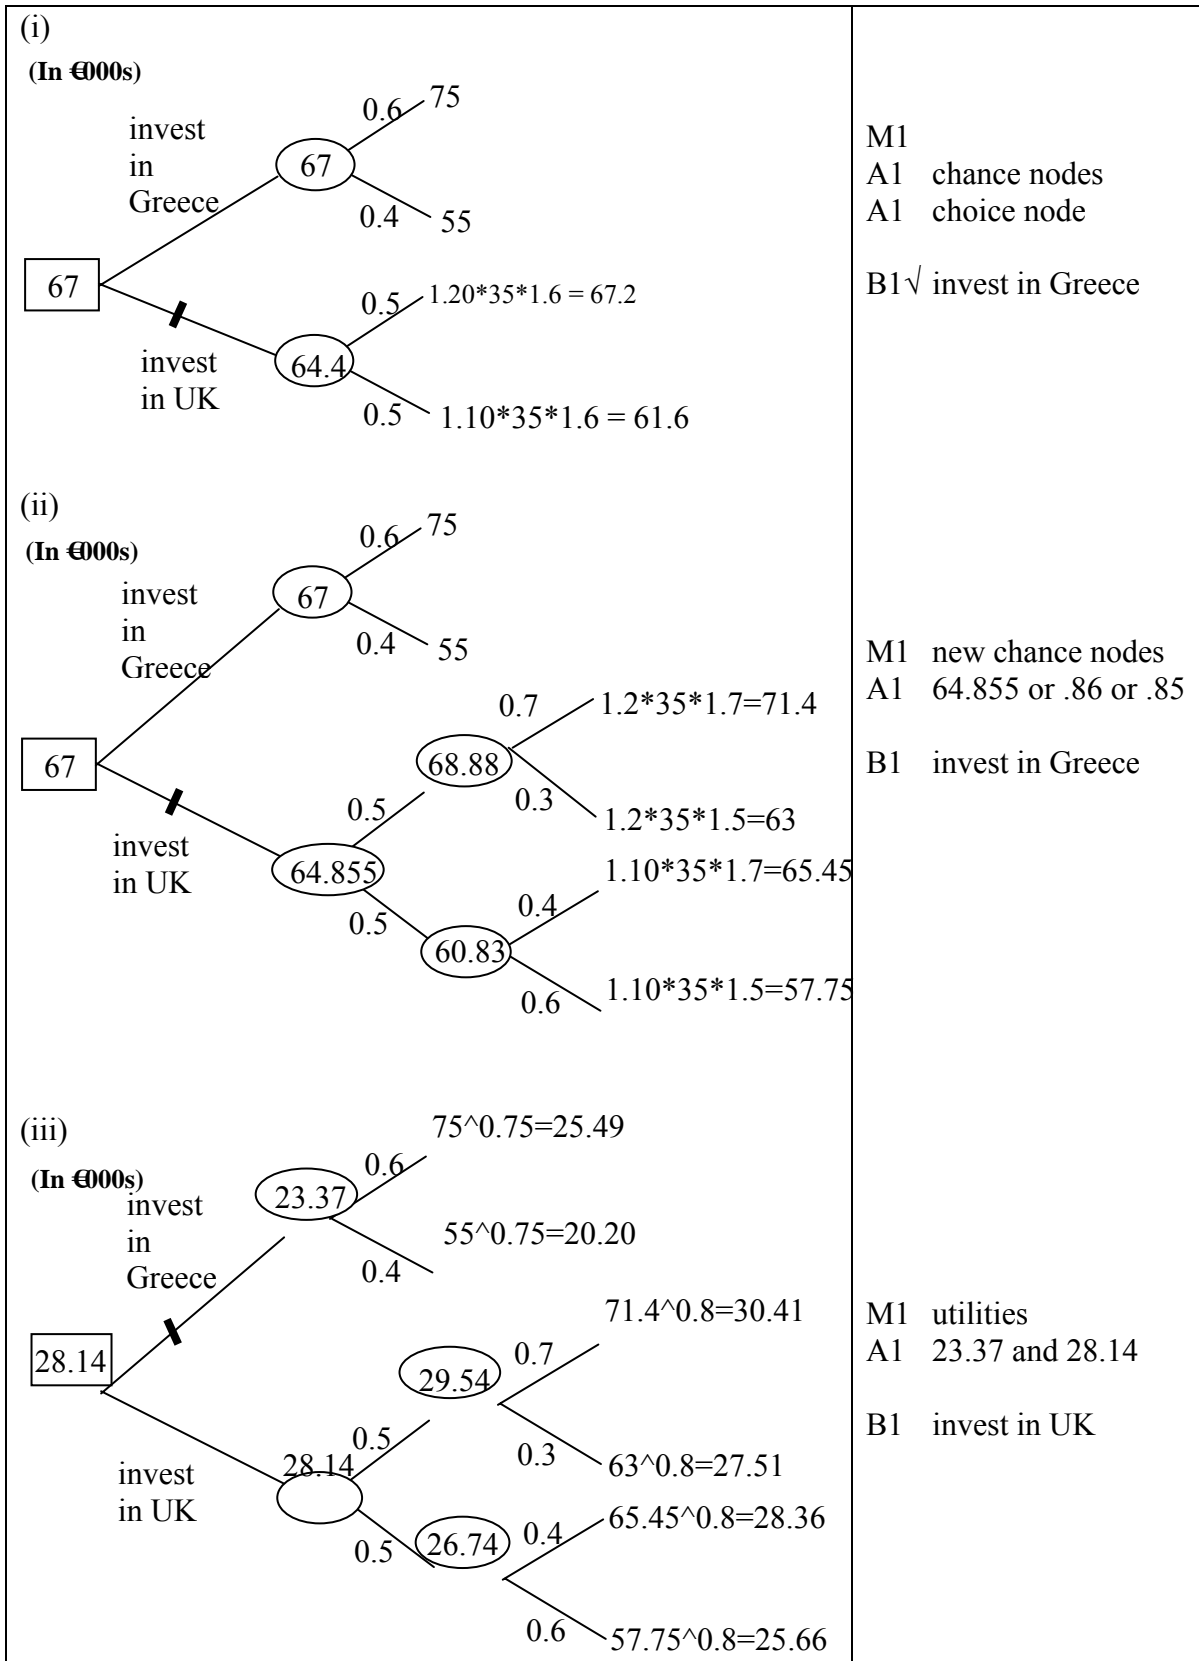 (i)
(In €000s)
invest
in
Greece
0.6
75
67
0.4
55
67
0.5
1.20*35*1.6 = 67.2
invest
in UK
64.4
0.5
1.10*35*1.6 = 61.6
M1
A1 chance nodes
A1 choice node
B1√ invest in Greece
(ii)
(In €000s)
invest
in
Greece
0.6
75
67
0.4
55
67
0.7
1.2*35*1.7=71.4
68.88
0.5
0.3
1.2*35*1.5=63
invest
in UK
64.855
1.10*35*1.7=65.45
0.5
0.4
60.83
0.6
1.10*35*1.5=57.75
M1 new chance nodes
A1 64.855 or .86 or .85
B1 invest in Greece
(iii)
(In €000s)
invest
in
Greece
75^0.75=25.49
0.6
23.37
55^0.75=20.20
0.4
28.14
71.4^0.8=30.41
0.7
29.54
0.5
0.3
63^0.8=27.51
invest
in UK
28.14
65.45^0.8=28.36
0.5
0.4
26.74
0.6
57.75^0.8=25.66
M1 utilities
A1 23.37 and 28.14
B1 invest in UK